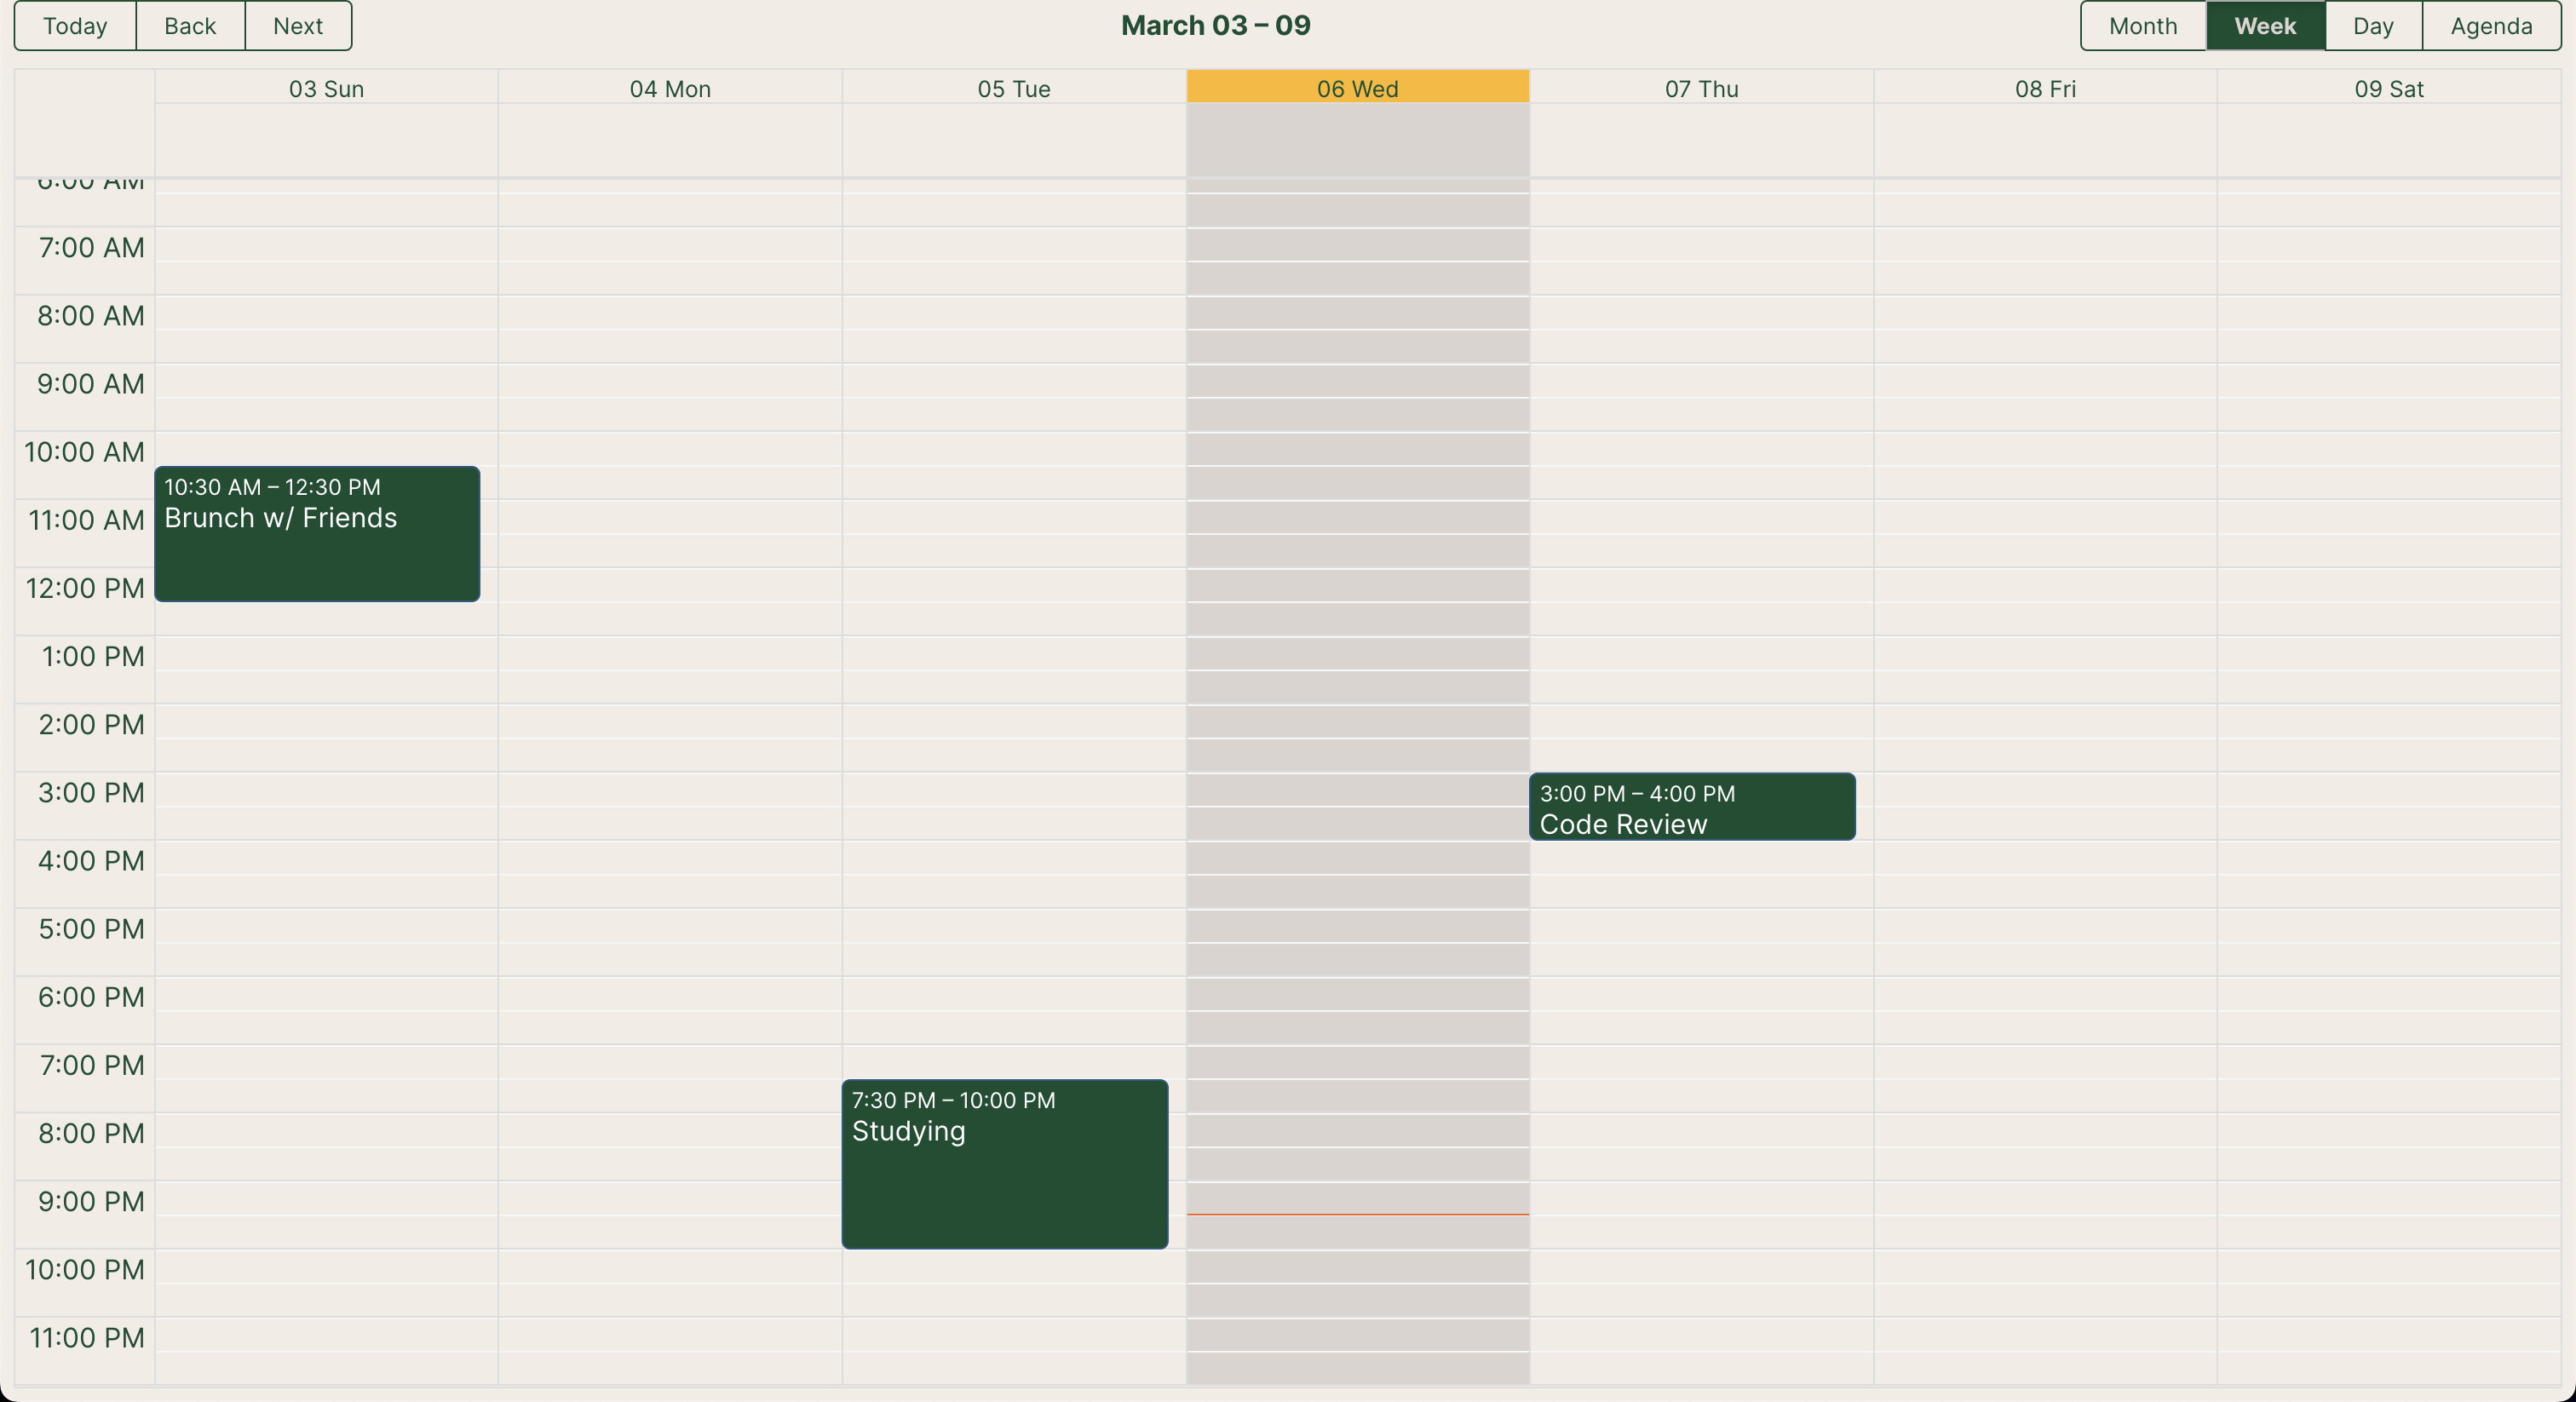 Today Back Next
March 03 – 09
Month Week Day Agenda
03 Sun 04 Mon 05 Tue 06 Wed 07 Thu 08 Fri 09 Sat
6:00 AM
7:00 AM
8:00 AM
9:00 AM
10:00 AM
10:30 AM – 12:30 PM
Brunch w/ Friends
11:00 AM
12:00 PM
1:00 PM
2:00 PM
3:00 PM
3:00 PM – 4:00 PM
Code Review
4:00 PM
5:00 PM
6:00 PM
7:00 PM
7:30 PM – 10:00 PM
Studying
8:00 PM
9:00 PM
10:00 PM
11:00 PM